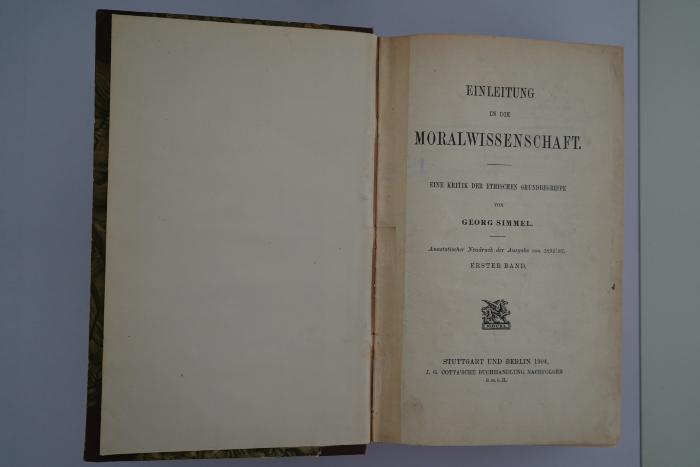 EINLEITUNG
IN DIE
MORALWISSENSCHAFT.
EINE KRITIK DER ETHISCHEN GRUNDBEGRIFFE
VON
GEORG SIMMEL.
Anastatischer Neudruck der Ausgabe von 1892/93.
ERSTER BAND.
STUTTGART UND BERLIN 1904.
J. G. COTTA'SCHE BUCHHANDLUNG NACHFOLGER
G. m. b. H.